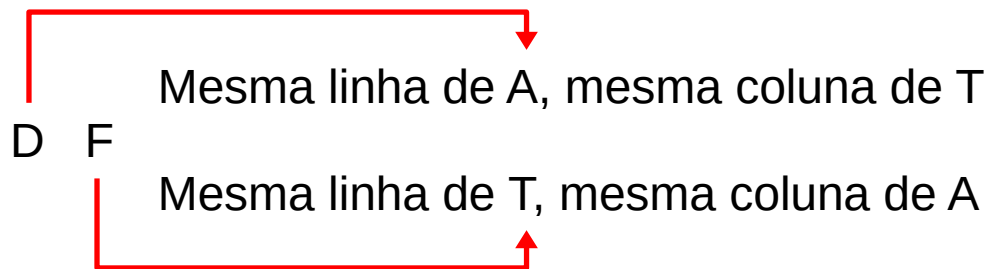 Mesma linha de A, mesma coluna de T
D F
Mesma linha de T, mesma coluna de A